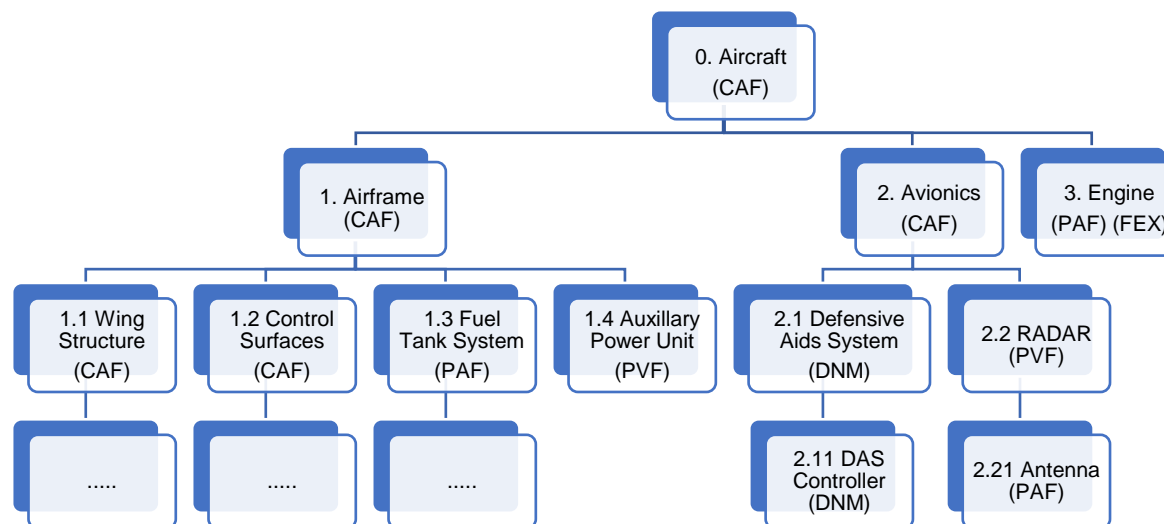 0. Aircraft
(CAF)
1. Airframe
(CAF)
2. Avionics
(CAF)
3. Engine
(PAF) (FEX)
1.1 Wing
Structure
(CAF)
1.2 Control
Surfaces
(CAF)
1.3 Fuel
Tank System
(PAF)
1.4 Auxillary
Power Unit
(PVF)
2.1 Defensive
Aids System
(DNM)
2.2 RADAR
(PVF)
.....
.....
.....
2.11 DAS
Controller
(DNM)
2.21 Antenna
(PAF)